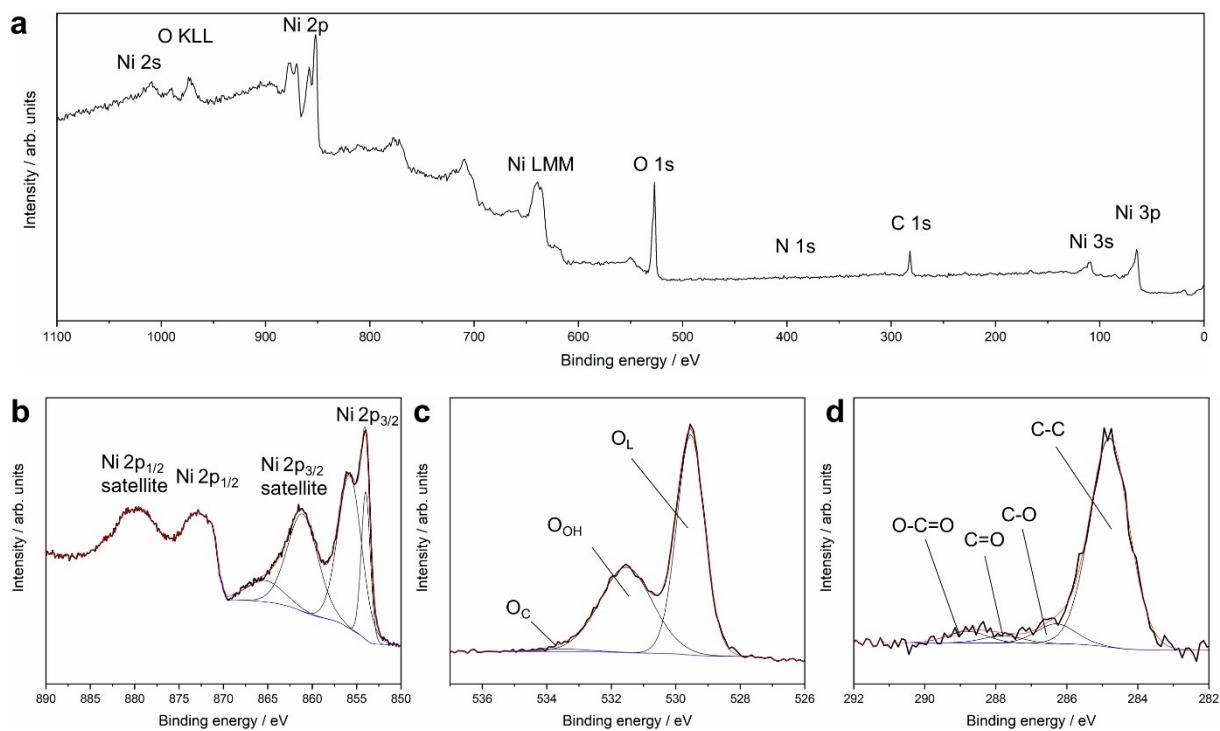 a
Intensity / arb. units
Ni 2s
O KLL
Ni 2p
Ni LMM
O 1s
N 1s
C 1s
Ni 3s
Ni 3p
1100 1000 900 800 700 600 500 400 300 200 100 0
Binding energy / eV
b
Intensity / arb. units
Ni 2p1/2
satellite
Ni 2p1/2
Ni 2p3/2
satellite
Ni 2p3/2
890 885 880 875 870 865 860 855 850
Binding energy / eV
c
Intensity / arb. units
OC
OOH
OL
536 534 532 530 528 526
Binding energy / eV
d
Intensity / arb. units
O-C=O
C=O
C-O
C-C
292 290 288 286 284 282
Binding energy / eV